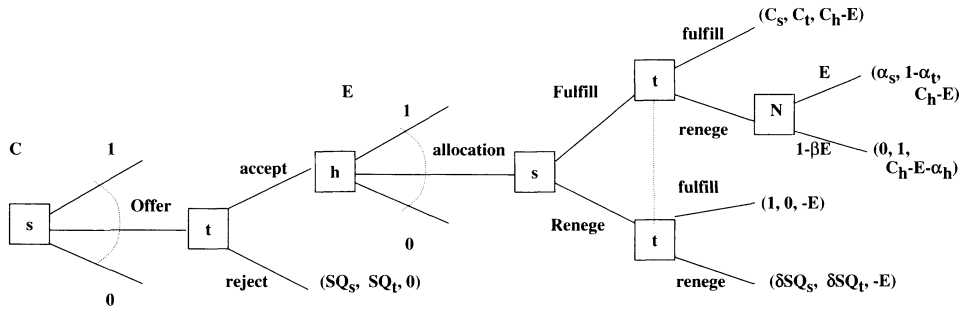 C
1
s
Offer
0
t
accept
reject
(SQs, SQt, 0)
E
1
h
allocation
0
s
Fulfill
Renege
t
fulfill
(Cs, Ct, Ch-E)
renege
N
E
(αs, 1-αt,
Ch-E)
1-βE
(0, 1,
Ch-E-αh)
t
fulfill
(1, 0, -E)
renege
(δSQs, δSQt, -E)